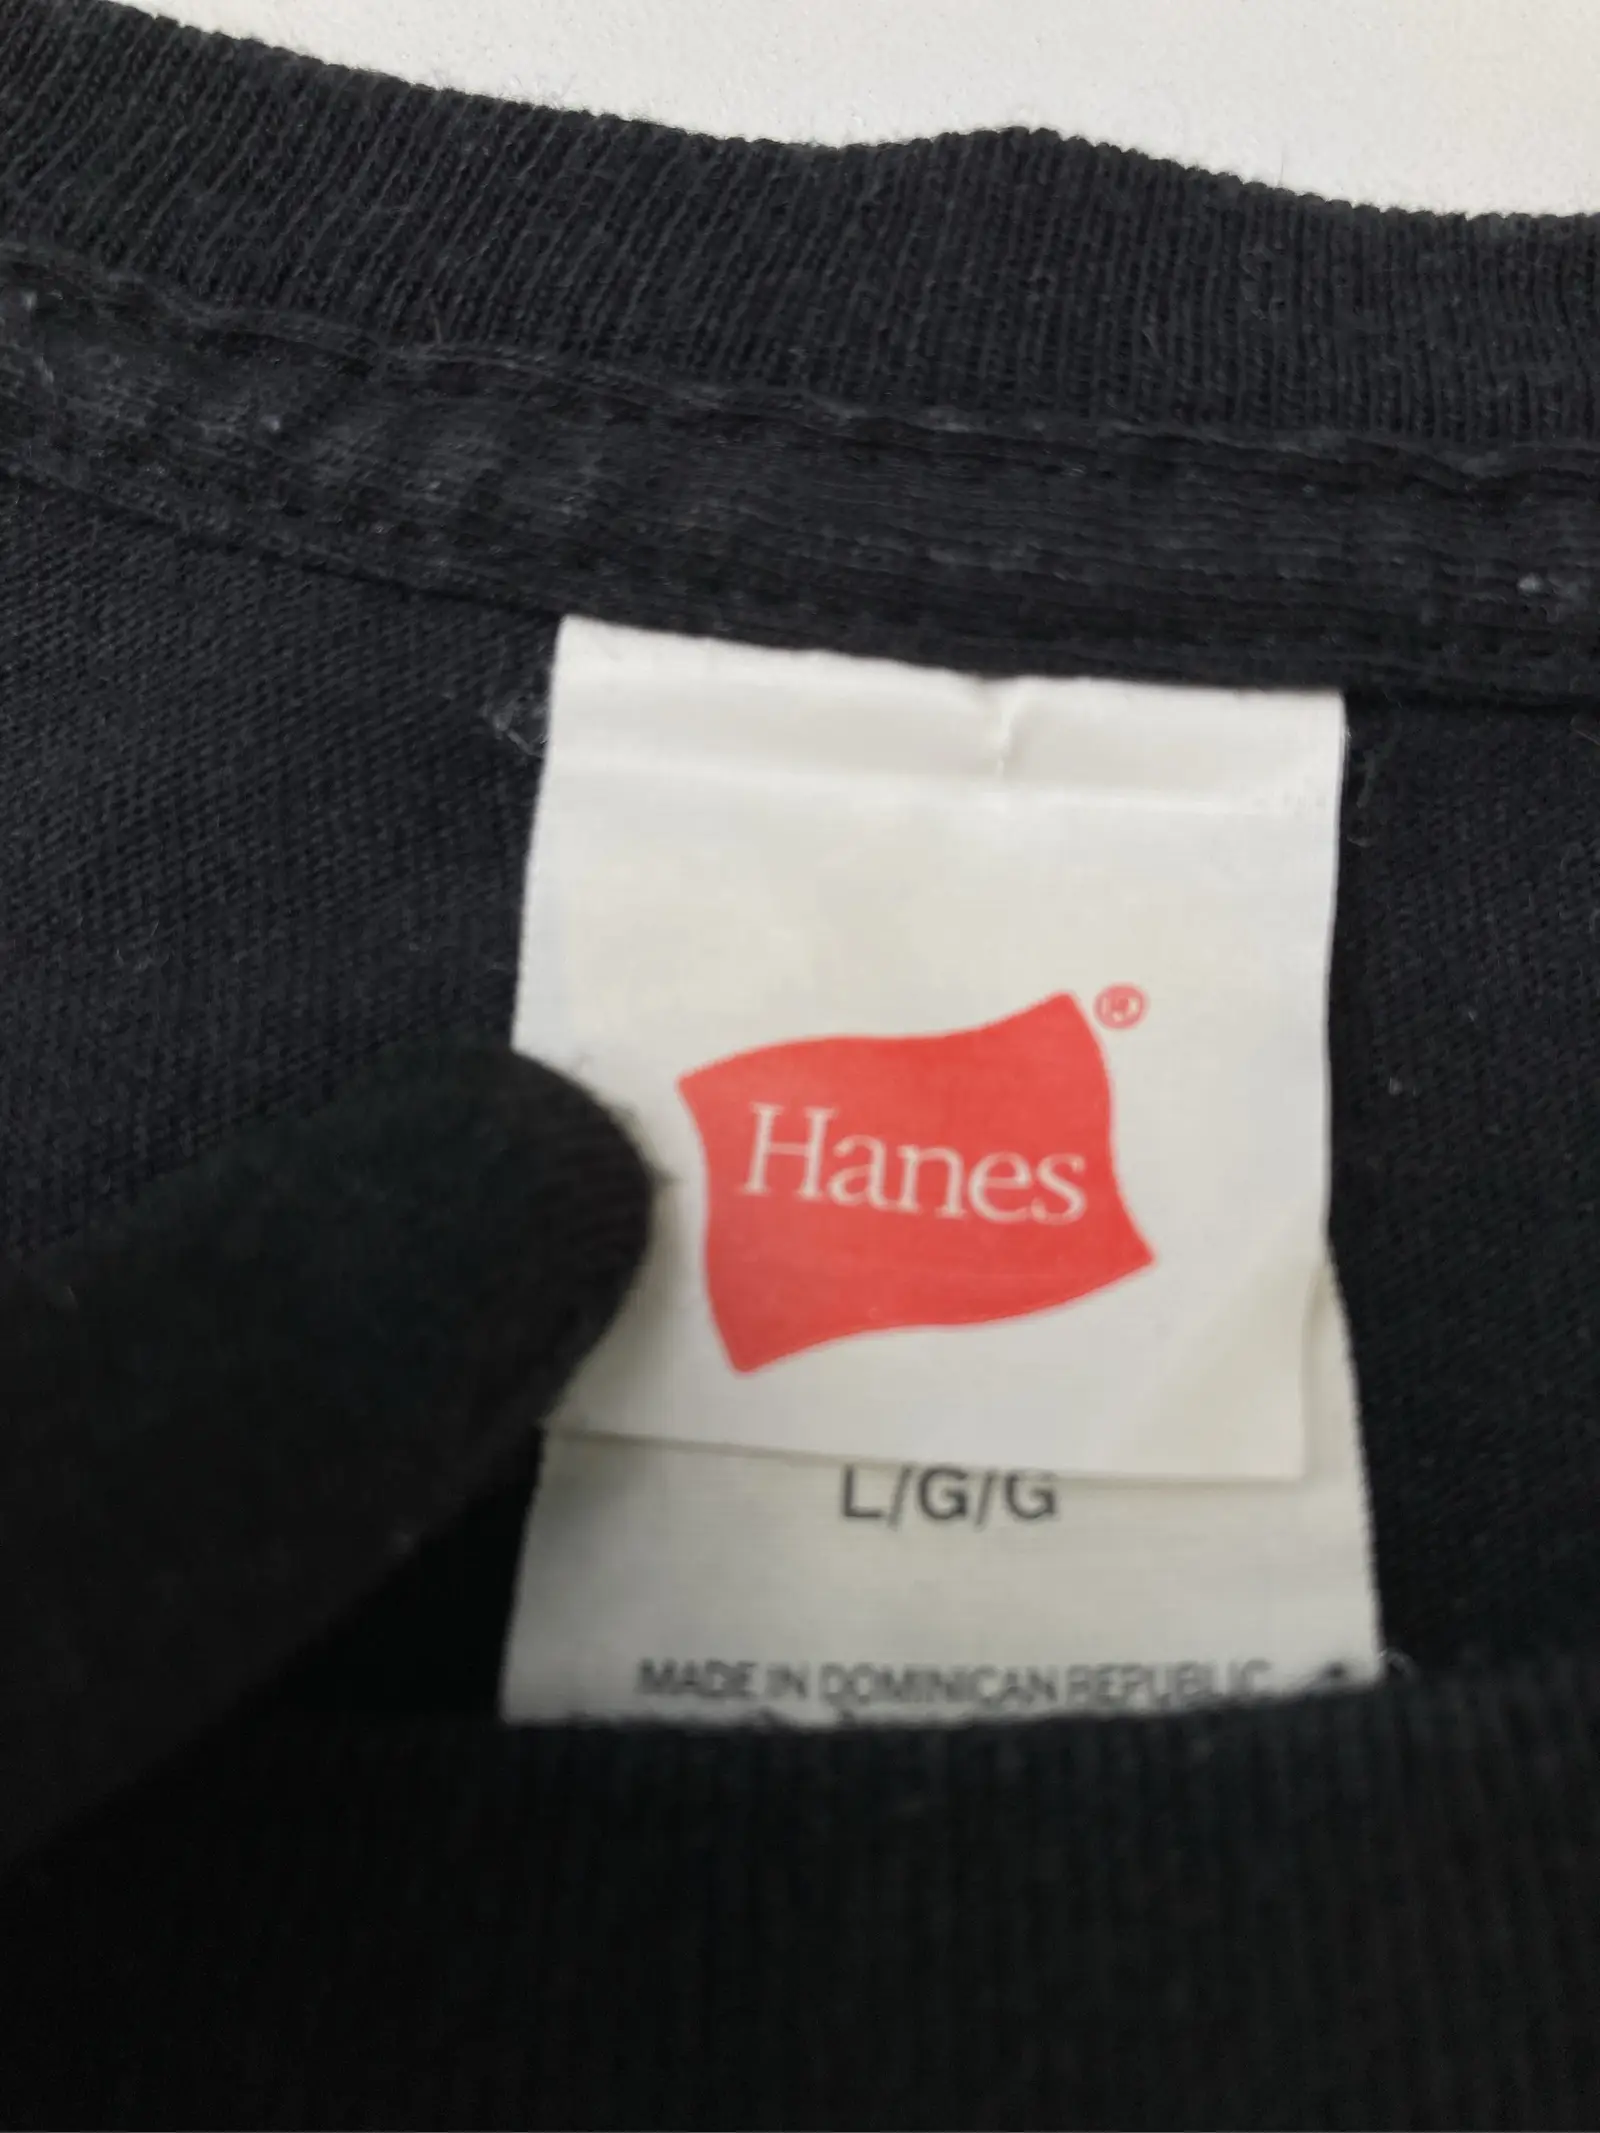 Hanes®
L/G/G
MADE IN DOMINICAN REPUBLIC